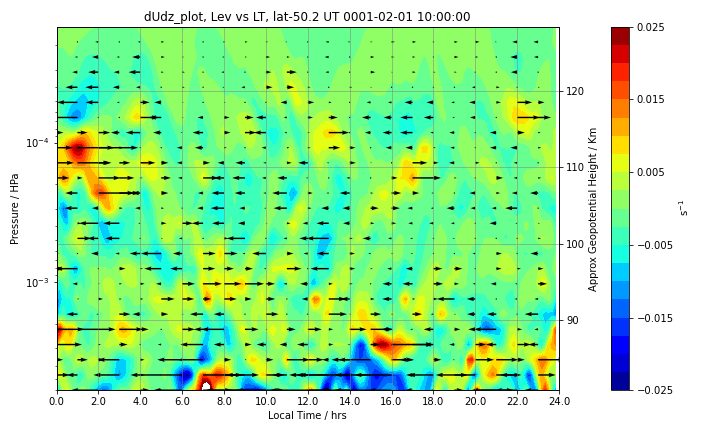 dUdz_plot, Lev vs LT, lat-50.2 UT 0001-02-01 10:00:00
Pressure / HPa
10⁻⁴
10⁻³
120
110
100
90
Approx Geopotential Height / Km
0.0 2.0 4.0 6.0 8.0 10.0 12.0 14.0 16.0 18.0 20.0 22.0 24.0
Local Time / hrs
0.025
0.015
0.005
−0.005
−0.015
−0.025
s⁻¹